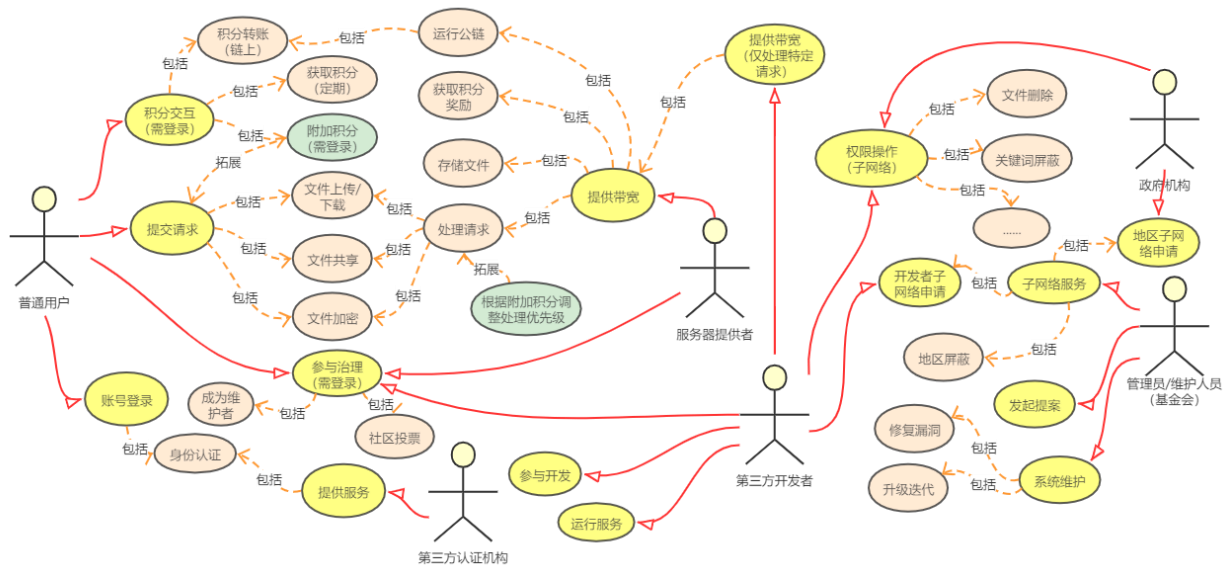 积分转账
（链上）
包括
运行公链
提供带宽
（仅处理特定
请求）
包括
获取积分
（定期）
包括
获取积分
奖励
包括
包括
包括
文件删除
包括
政府机构
积分交互
（需登录）
包括
附加积分
（需登录）
拓展
存储文件
包括
权限操作
（子网络）
包括
关键词屏蔽
包括
......
文件上传/
下载
包括
包括
处理请求
包括
提供带宽
普通用户
提交请求
包括
文件共享
包括
拓展
包括
文件加密
包括
根据附加积分调
整处理优先级
服务器提供者
地区子网
络申请
包括
开发者子
网络申请
包括
子网络服务
地区屏蔽
包括
管理员/维护人员
（基金会）
参与治理
（需登录）
成为维
护者
包括
包括
社区投票
账号登录
包括
身份认证
包括
提供服务
第三方认证机构
参与开发
运行服务
第三方开发者
发起提案
修复漏洞
包括
升级迭代
包括
系统维护